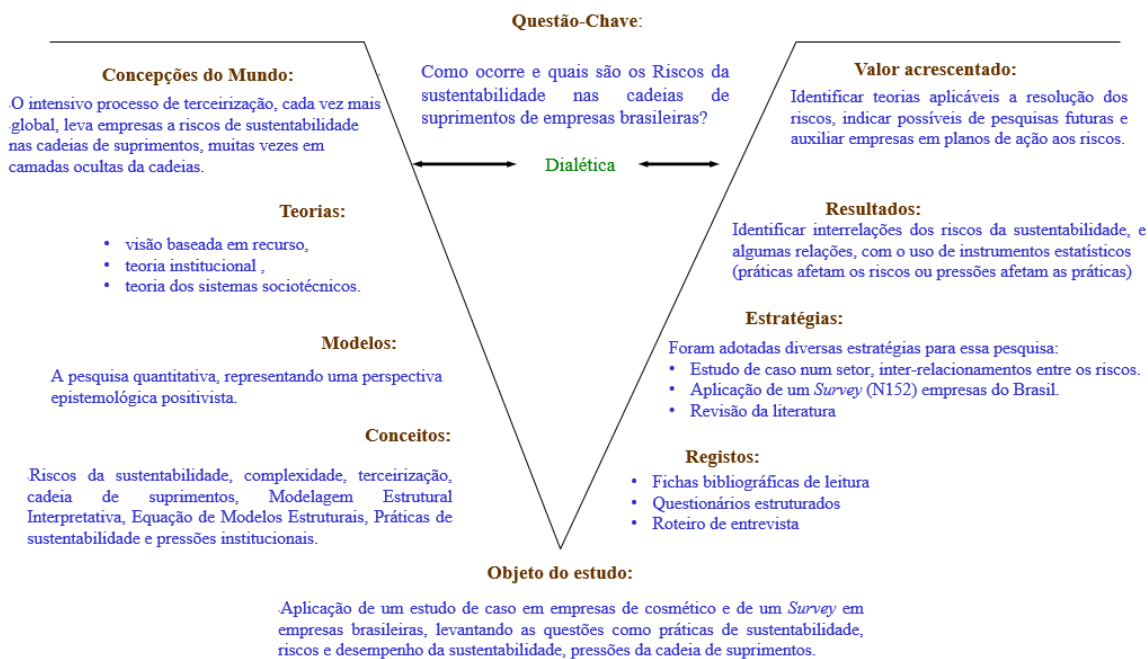 Questão-Chave:
Como ocorre e quais são os Riscos da
sustentabilidade nas cadeias de
suprimentos de empresas brasileiras?
Dialética
Concepções do Mundo:
O intensivo processo de terceirização, cada vez mais
global, leva empresas a riscos de sustentabilidade
nas cadeias de suprimentos, muitas vezes em
camadas ocultas da cadeias.
Teorias:
• visão baseada em recurso,
• teoria institucional ,
• teoria dos sistemas sociotécnicos.
Modelos:
A pesquisa quantitativa, representando uma perspectiva
epistemológica positivista.
Conceitos:
Riscos da sustentabilidade, complexidade, terceirização,
cadeia de suprimentos, Modelagem Estrutural
Interpretativa, Equação de Modelos Estruturais, Práticas de
sustentabilidade e pressões institucionais.
Valor acrescentado:
Identificar teorias aplicáveis a resolução dos
riscos, indicar possíveis de pesquisas futuras e
auxiliar empresas em planos de ação aos riscos.
Resultados:
Identificar interrelações dos riscos da sustentabilidade, e
algumas relações, com o uso de instrumentos estatísticos
(práticas afetam os riscos ou pressões afetam as práticas)
Estratégias:
Foram adotadas diversas estratégias para essa pesquisa:
• Estudo de caso num setor, inter-relacionamentos entre os riscos.
• Aplicação de um Survey (N152) empresas do Brasil.
• Revisão da literatura
Registos:
• Fichas bibliográficas de leitura
• Questionários estruturados
• Roteiro de entrevista
Objeto do estudo:
Aplicação de um estudo de caso em empresas de cosmético e de um Survey em
empresas brasileiras, levantando as questões como práticas de sustentabilidade,
riscos e desempenho da sustentabilidade, pressões da cadeia de suprimentos.